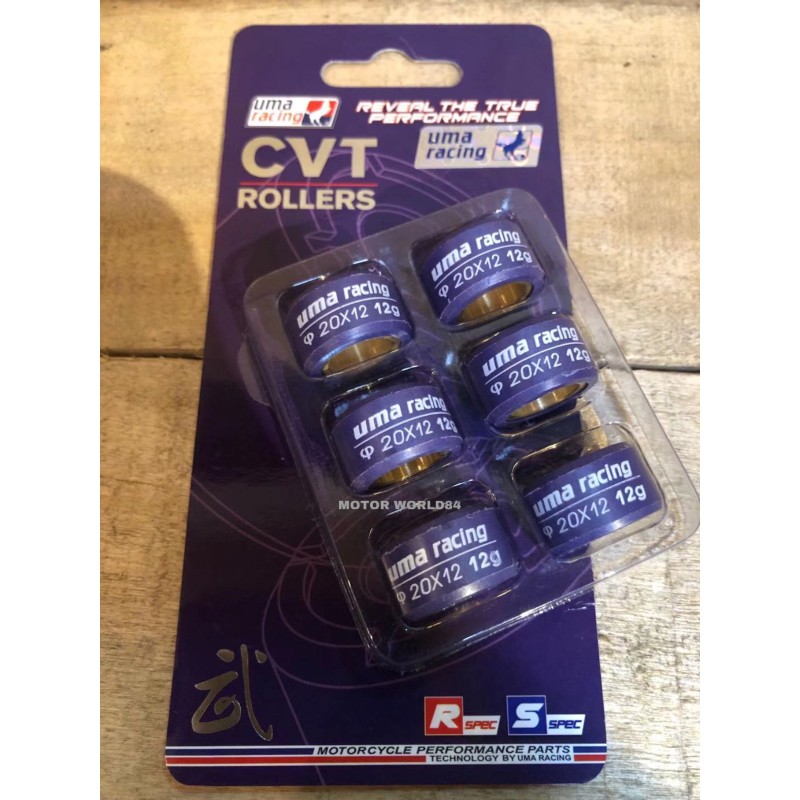 uma
racing
REVEAL THE TRUE
PERFORMANCE
uma
racing
CVT
ROLLERS
uma racing
φ 20X12 12g
uma racing
φ 20X12 12g
uma racing
φ 20X12 12g
uma racing
φ 20X12 12g
uma racing
φ 20X12 12g
uma racing
φ 20X12 12g
MOTOR WORLD84
武
R SPEC
S SPEC
MOTORCYCLE PERFORMANCE PARTS
TECHNOLOGY BY UMA RACING